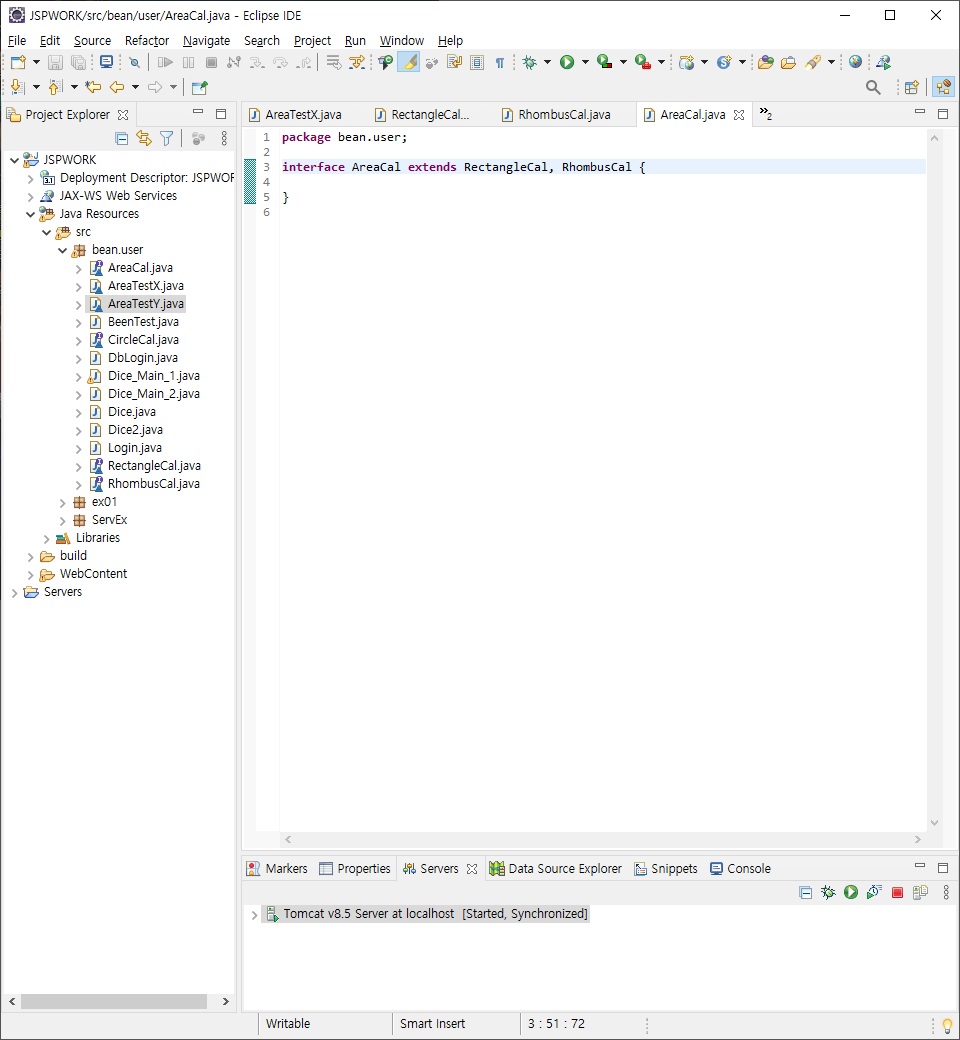 JSPWORK/src/bean/user/AreaCal.java - Eclipse IDE
File Edit Source Refactor Navigate Search Project Run Window Help
Project Explorer
JSPWORK
Deployment Descriptor: JSPWOR
JAX-WS Web Services
Java Resources
src
bean.user
AreaCal.java
AreaTestX.java
AreaTestY.java
BeenTest.java
CircleCal.java
DbLogin.java
Dice_Main_1.java
Dice_Main_2.java
Dice.java
Dice2.java
Login.java
RectangleCal.java
RhombusCal.java
ex01
ServEx
Libraries
build
WebContent
Servers
AreaTestX.java RectangleCal... RhombusCal.java AreaCal.java »2
1 package bean.user;
2
3 interface AreaCal extends RectangleCal, RhombusCal {
4
5 }
6
Markers Properties Servers Data Source Explorer Snippets Console
Tomcat v8.5 Server at localhost [Started, Synchronized]
Writable Smart Insert 3 : 51 : 72